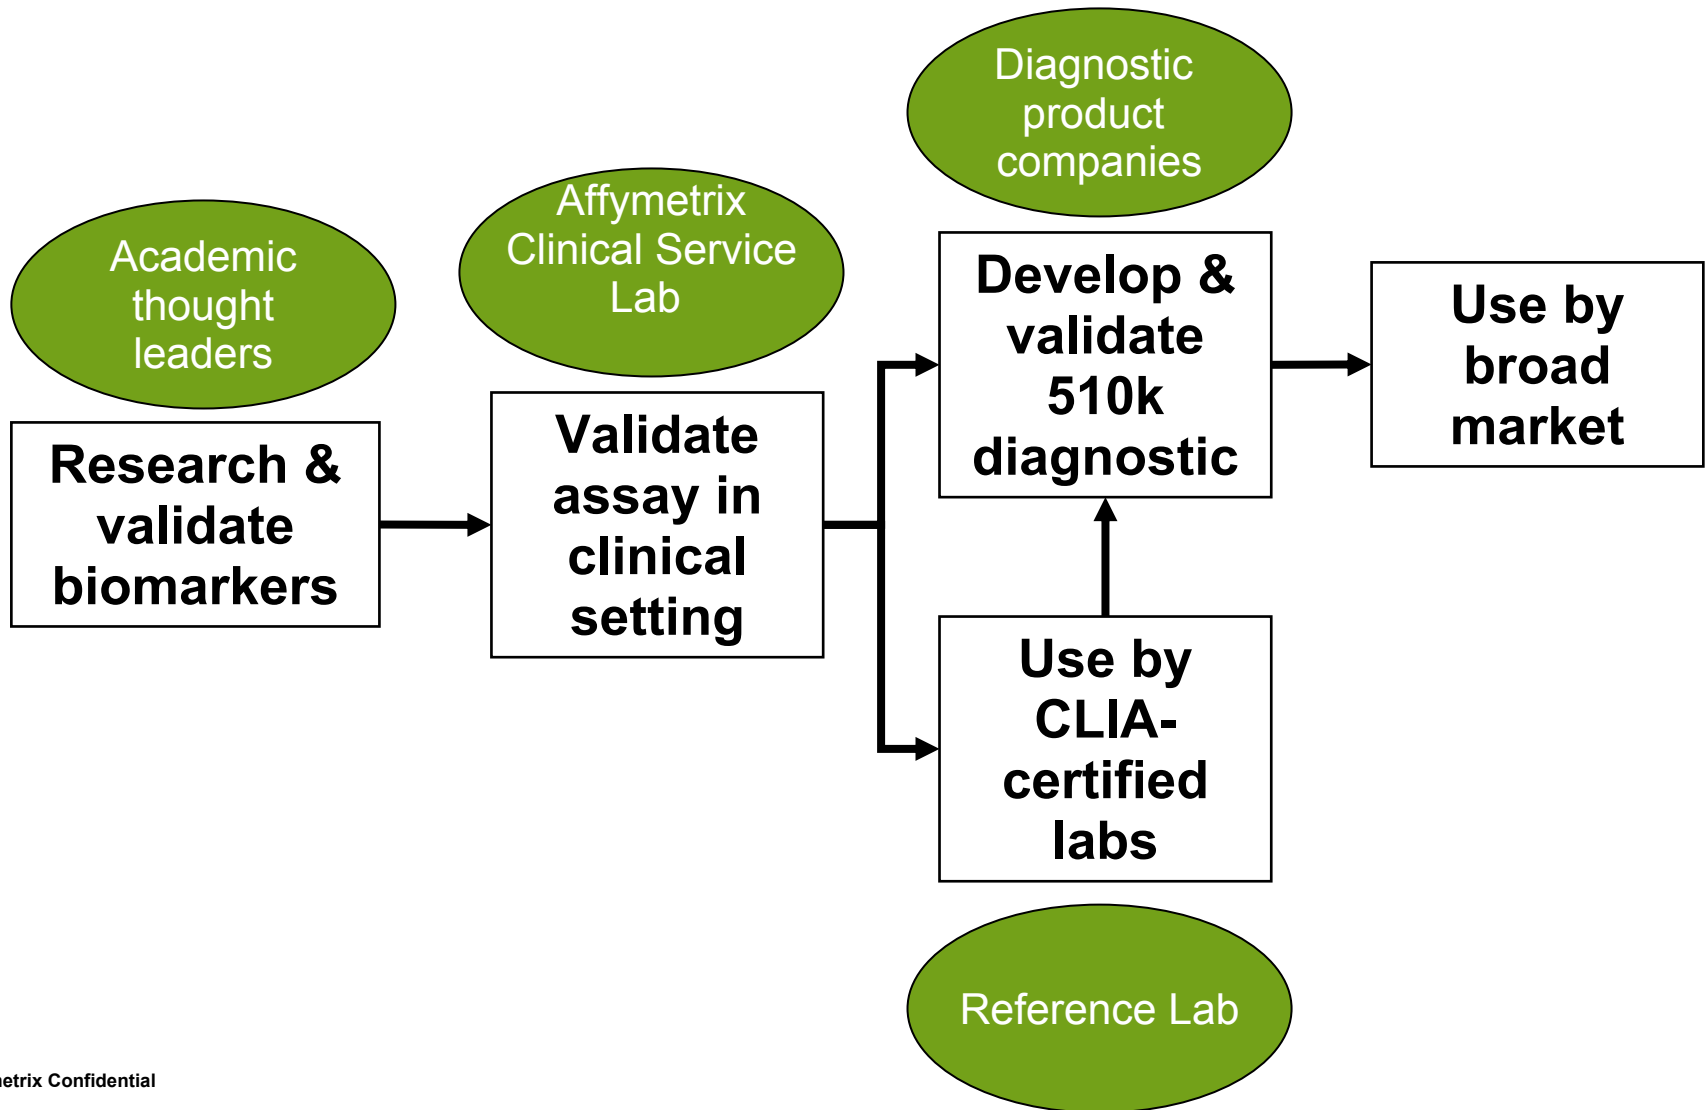 Diagnostic
product
companies
Affymetrix
Clinical Service
Lab
Academic
thought
leaders
Research &
validate
biomarkers
Validate
assay in
clinical
setting
Develop &
validate
510k
diagnostic
Use by
broad
market
Use by
CLIA-
certified
labs
Reference Lab
etrix Confidential